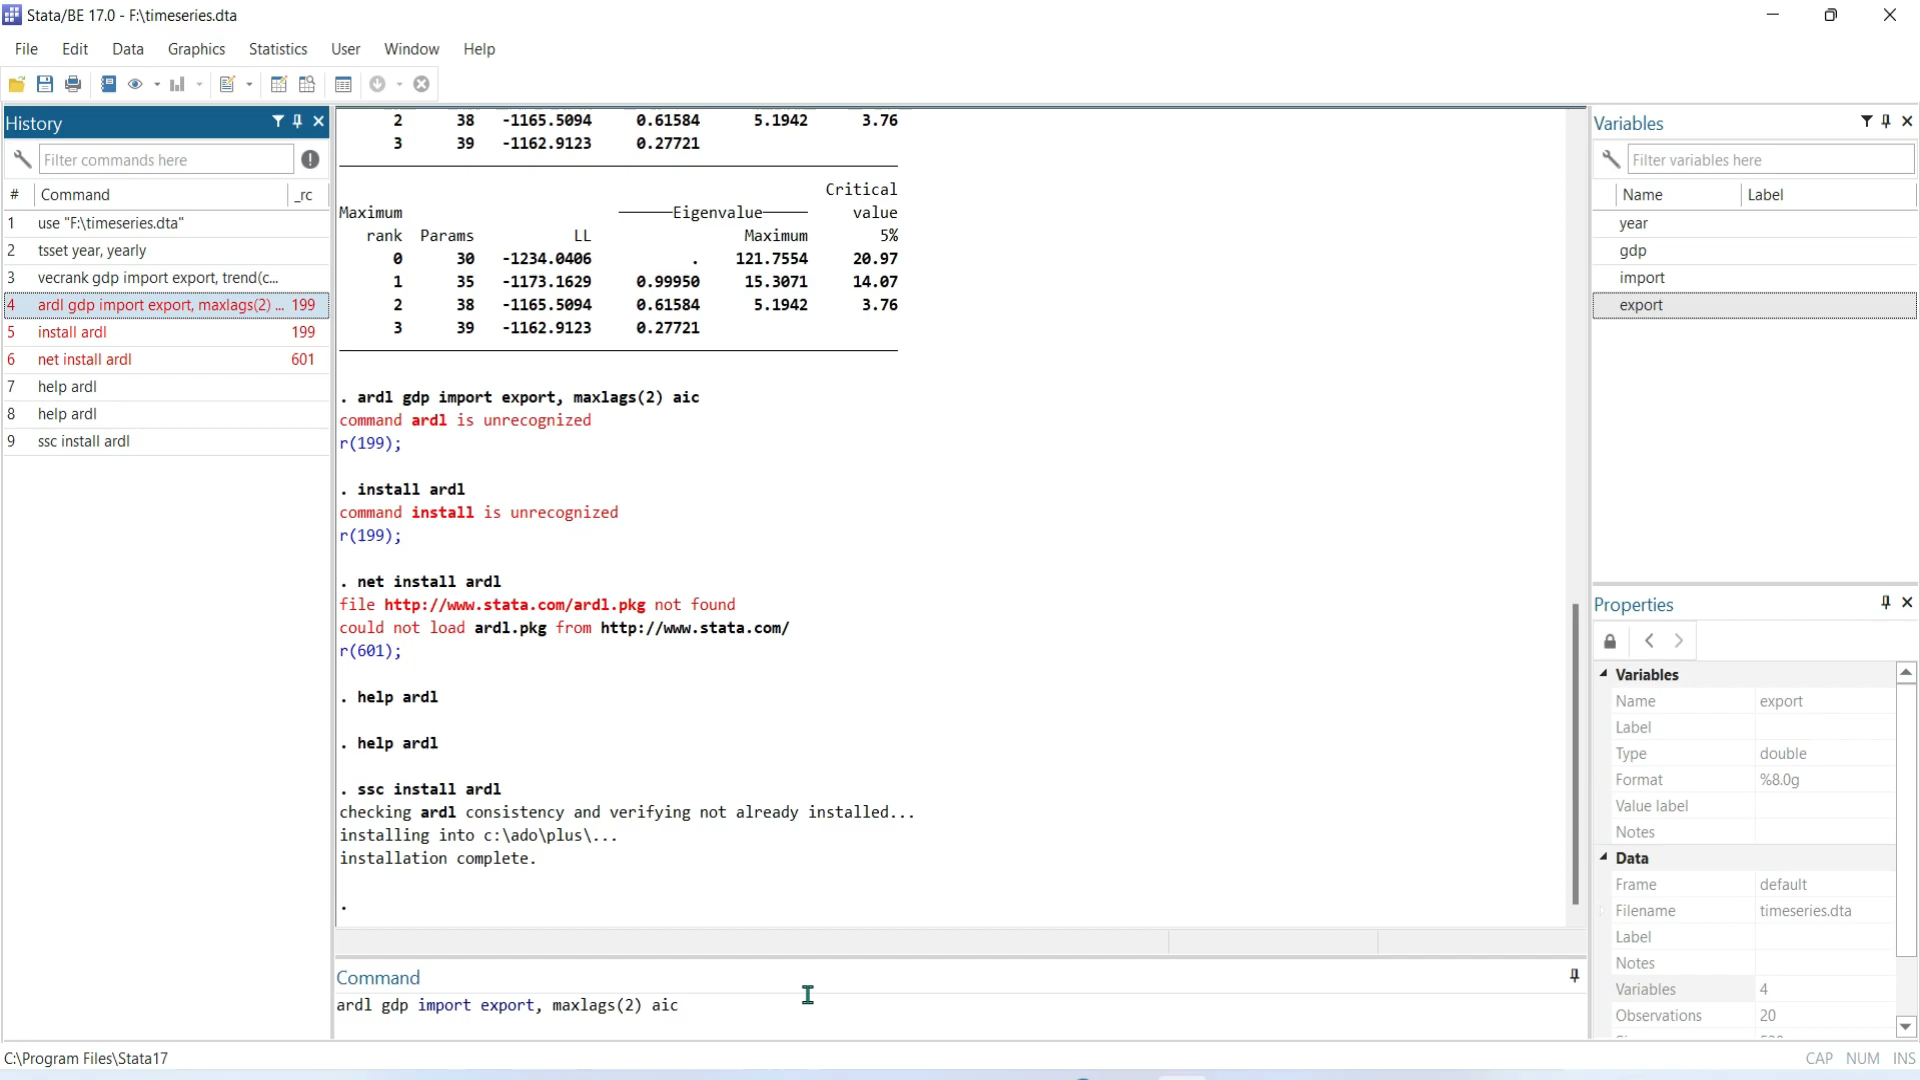 Stata/BE 17.0 - F:\timeseries.dta
File Edit Data Graphics Statistics User Window Help
History
Filter commands here
# Command _rc
1 use "F:\timeseries.dta"
2 tsset year, yearly
3 vecrank gdp import export, trend(c...
4 ardl gdp import export, maxlags(2) ... 199
5 install ardl 199
6 net install ardl 601
7 help ardl
8 help ardl
9 ssc install ardl
2 38 -1165.5094 0.61584 5.1942 3.76
3 39 -1162.9123 0.27721
Critical
Maximum Eigenvalue value
rank Params LL Maximum 5%
0 30 -1234.0406 . 121.7554 20.97
1 35 -1173.1629 0.99950 15.3071 14.07
2 38 -1165.5094 0.61584 5.1942 3.76
3 39 -1162.9123 0.27721
. ardl gdp import export, maxlags(2) aic
command ardl is unrecognized
r(199);
. install ardl
command install is unrecognized
r(199);
. net install ardl
file http://www.stata.com/ardl.pkg not found
could not load ardl.pkg from http://www.stata.com/
r(601);
. help ardl
. help ardl
. ssc install ardl
checking ardl consistency and verifying not already installed...
installing into c:\ado\plus\...
installation complete.
.
Command
ardl gdp import export, maxlags(2) aic
Variables
Filter variables here
Name Label
year
gdp
import
export
Properties
Variables
Name export
Label
Type double
Format %8.0g
Value label
Notes
Data
Frame default
Filename timeseries.dta
Label
Notes
Variables 4
Observations 20
C:\Program Files\Stata17
CAP NUM INS